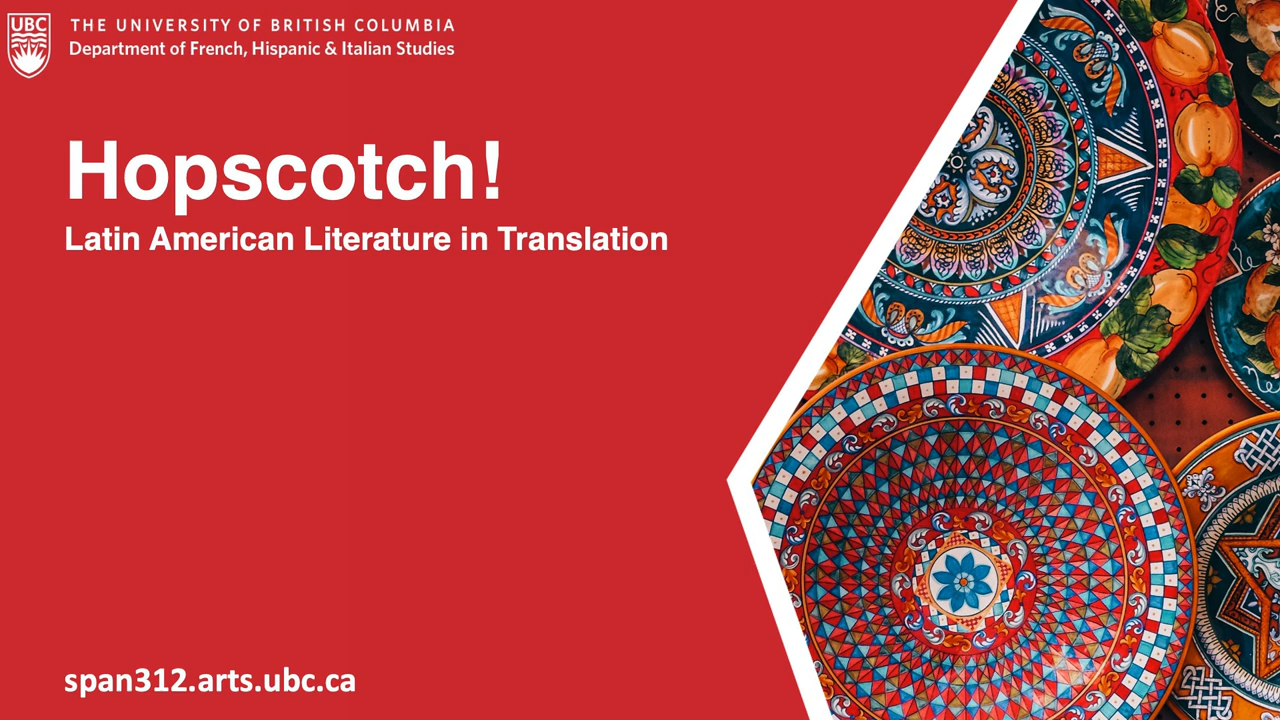 UBC
THE UNIVERSITY OF BRITISH COLUMBIA
Department of French, Hispanic & Italian Studies
Hopscotch!
Latin American Literature in Translation
span312.arts.ubc.ca